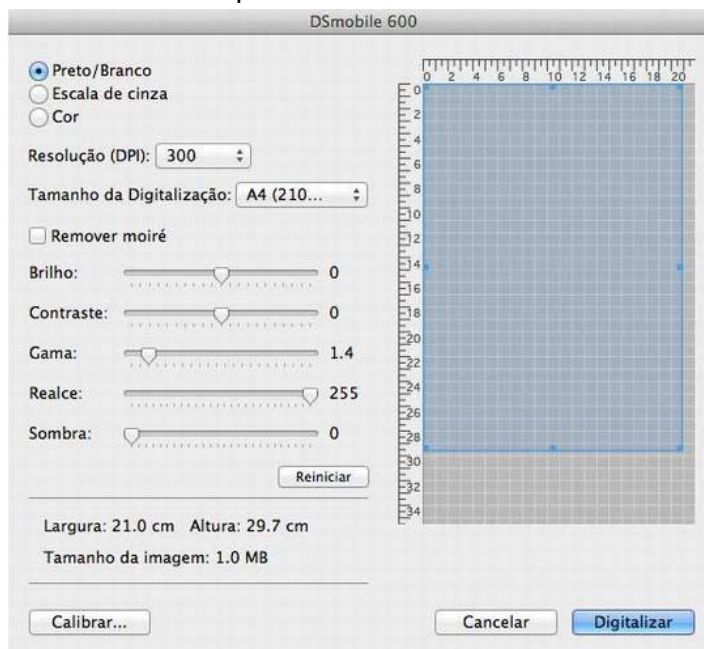 DSmobile 600
Preto/Branco
Escala de cinza
Cor
Resolução (DPI): 300
Tamanho da Digitalização: A4 (210...
Remover moiré
Brilho: 0
Contraste: 0
Gama: 1.4
Realce: 255
Sombra: 0
Reiniciar
Largura: 21.0 cm Altura: 29.7 cm
Tamanho da imagem: 1.0 MB
Calibrar...
0 2 4 6 8 10 12 14 16 18 20
0
2
4
6
8
10
12
14
16
18
20
22
24
26
28
30
32
34
Cancelar Digitalizar